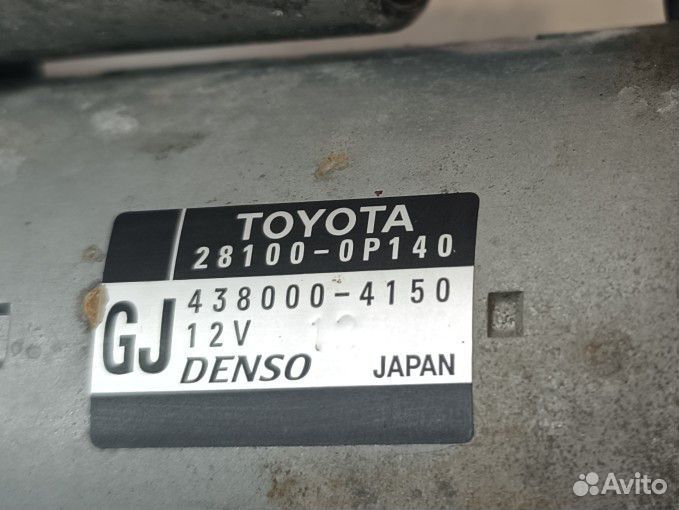 TOYOTA
28100-0P140
438000-4150
GJ
12V
DENSO JAPAN
Avito